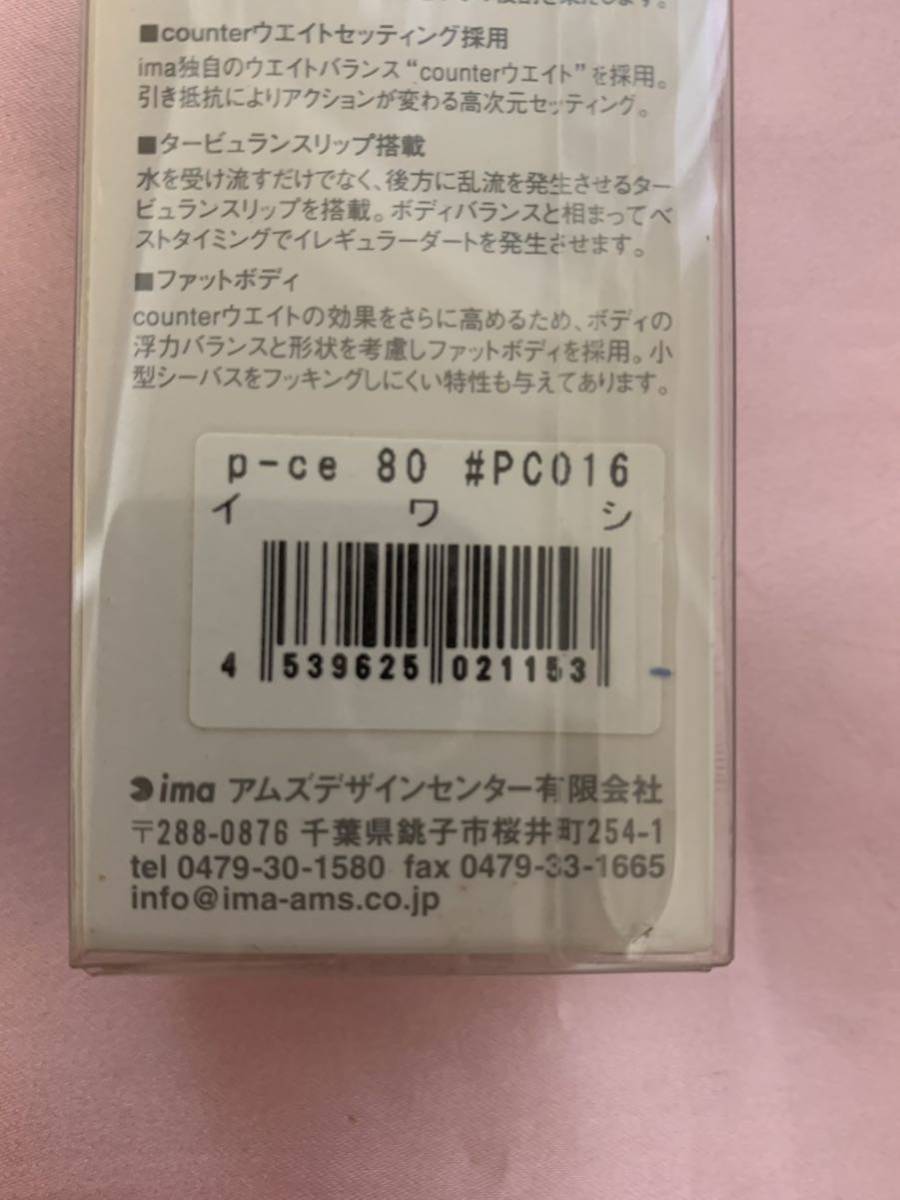 ■counterウエイトセッティング採用
ima独自のウエイトバランス“counterウエイト”を採用。
引き抵抗によりアクションが変わる高次元セッティング。
■タービュランスリップ搭載
水を受け流すだけでなく、後方に乱流を発生させるター
ビュランスリップを搭載。ボディバランスと相まってベ
ストタイミングでイレギュラーダートを発生させます。
■ファットボディ
counterウエイトの効果をさらに高めるため、ボディの
浮力バランスと形状を考慮しファットボディを採用。小
型シーバスをフッキングしにくい特性も与えてあります。
p-ce 80 #PC016
イワシ
4 539625 021153
ima アムズデザインセンター有限会社
〒288-0876 千葉県銚子市桜井町254-1
tel 0479-30-1580 fax 0479-33-1665
info@ima-ams.co.jp